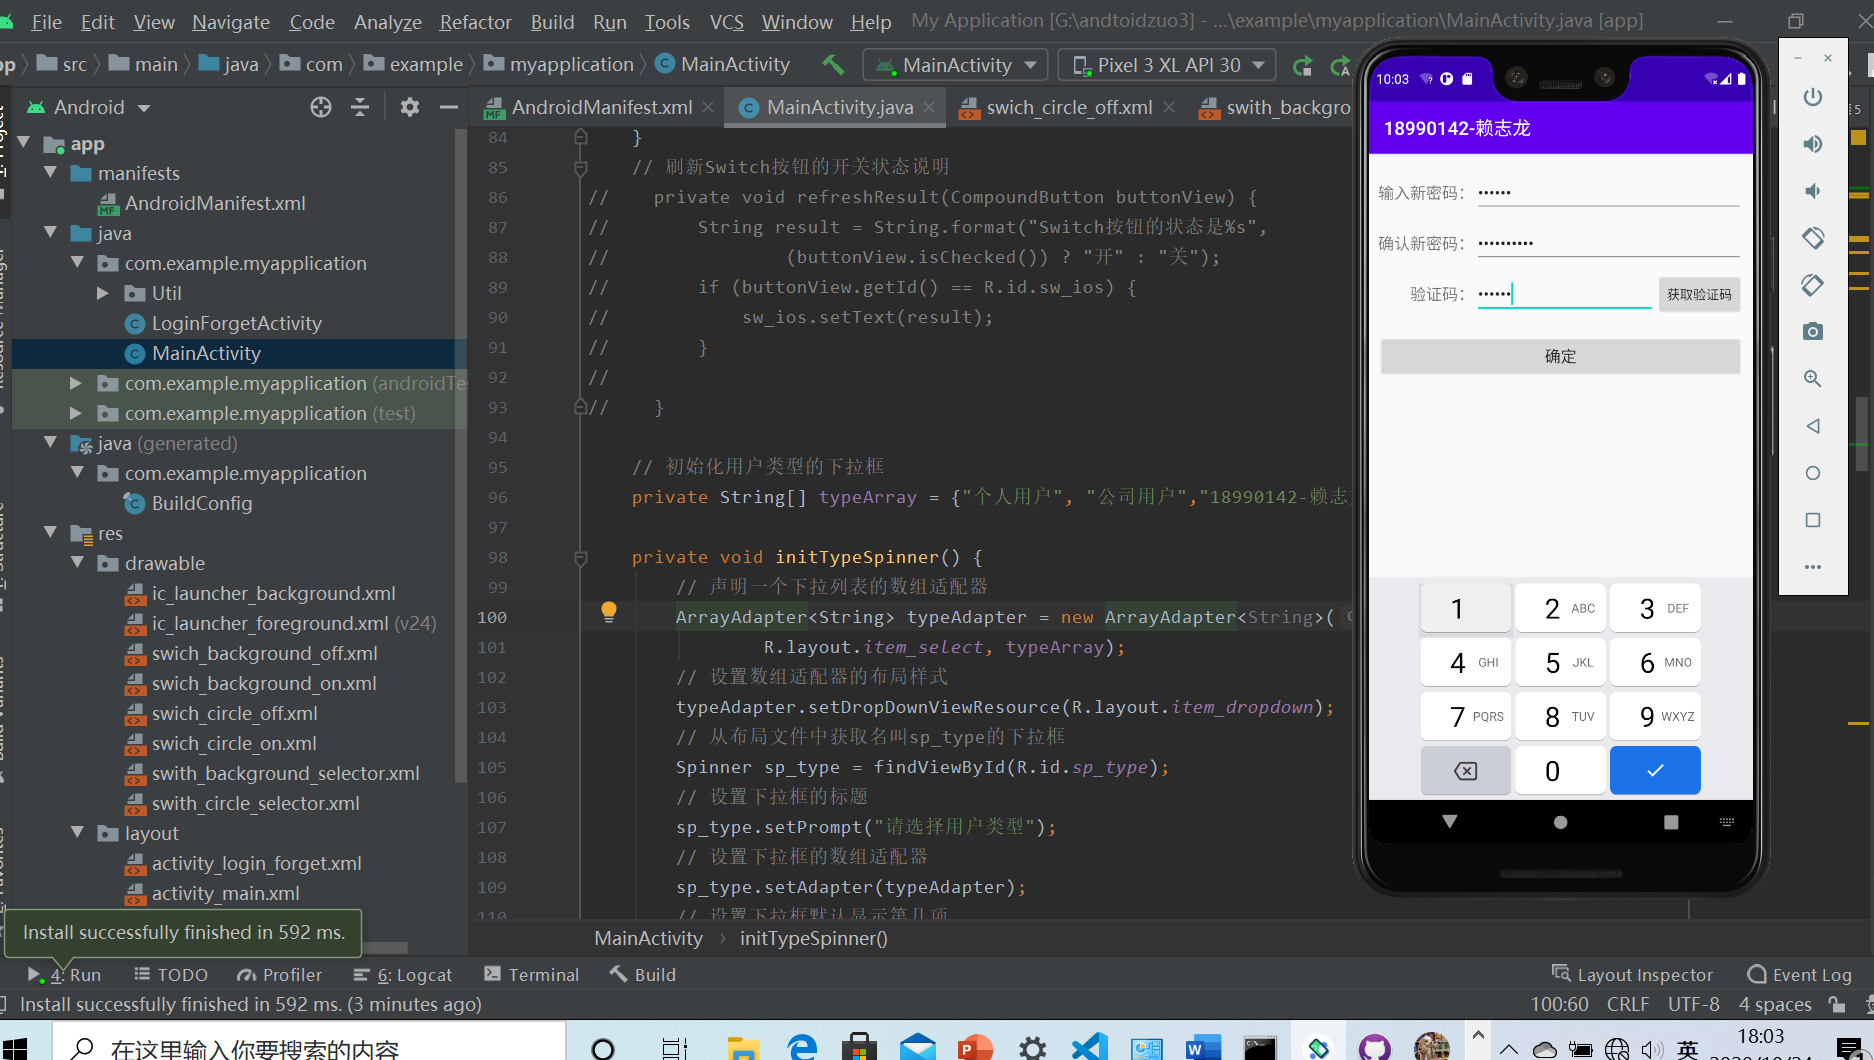 File Edit View Navigate Code Analyze Refactor Build Run Tools VCS Window Help My Application [G:\andtoidzuo3] - ...\example\myapplication\MainActivity.java [app]
src main java com example myapplication MainActivity MainActivity Pixel 3 XL API 30
Android AndroidManifest.xml MainActivity.java swich_circle_off.xml swith_backgro
app
manifests
AndroidManifest.xml
java
com.example.myapplication
Util
LoginForgetActivity
MainActivity
com.example.myapplication (androidTe
com.example.myapplication (test)
java (generated)
com.example.myapplication
BuildConfig
res
drawable
ic_launcher_background.xml
ic_launcher_foreground.xml (v24)
swich_background_off.xml
swich_background_on.xml
swich_circle_off.xml
swich_circle_on.xml
swith_background_selector.xml
swith_circle_selector.xml
layout
activity_login_forget.xml
activity_main.xml
84 }
85 // 刷新Switch按钮的开关状态说明
86 // private void refreshResult(CompoundButton buttonView) {
87 // String result = String.format("Switch按钮的状态是%s",
88 // (buttonView.isChecked()) ? "开" : "关");
89 // if (buttonView.getId() == R.id.sw_ios) {
90 // sw_ios.setText(result);
91 // }
92 //
93 // }
94
95 // 初始化用户类型的下拉框
96 private String[] typeArray = {"个人用户", "公司用户","18990142-赖志
97
98 private void initTypeSpinner() {
99 // 声明一个下拉列表的数组适配器
100 ArrayAdapter<String> typeAdapter = new ArrayAdapter<String>(
101 R.layout.item_select, typeArray);
102 // 设置数组适配器的布局样式
103 typeAdapter.setDropDownViewResource(R.layout.item_dropdown);
104 // 从布局文件中获取名叫sp_type的下拉框
105 Spinner sp_type = findViewById(R.id.sp_type);
106 // 设置下拉框的标题
107 sp_type.setPrompt("请选择用户类型");
108 // 设置下拉框的数组适配器
109 sp_type.setAdapter(typeAdapter);
110 // 设置下拉框默认显示第几项
MainActivity › initTypeSpinner()
10:03
18990142-赖志龙
输入新密码： ••••••
确认新密码： ••••••••••
验证码： •••••• 获取验证码
确定
1 2 ABC 3 DEF
4 GHI 5 JKL 6 MNO
7 PQRS 8 TUV 9 WXYZ
0
Install successfully finished in 592 ms.
4: Run TODO Profiler 6: Logcat Terminal Build Layout Inspector Event Log
Install successfully finished in 592 ms. (3 minutes ago) 100:60 CRLF UTF-8 4 spaces
在这里输入你要搜索的内容 英 18:03